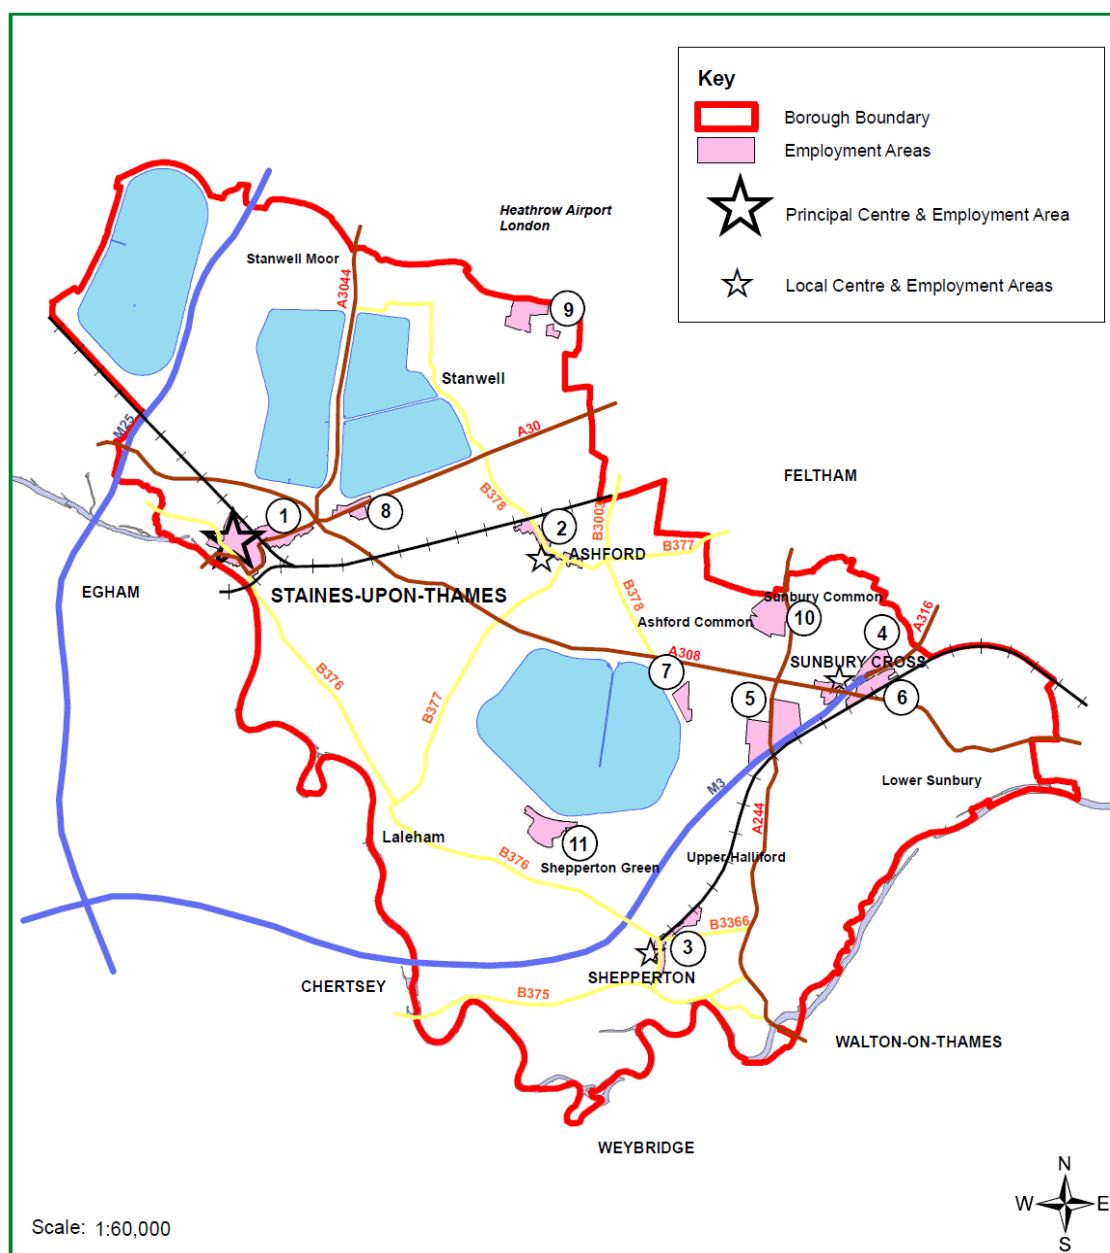 Key
Borough Boundary
Employment Areas
Principal Centre & Employment Area
Local Centre & Employment Areas
Heathrow Airport
London
Stanwell Moor
A3044
9
Stanwell
M25
A30
FELTHAM
B378
B3003
1
8
2
ASHFORD
B377
EGHAM
STAINES-UPON-THAMES
B378
Ashford Common
Sunbury Common
10
A316
4
A308
SUNBURY CROSS
B376
7
5
6
B377
M3
Lower Sunbury
Laleham
A244
11
B376
Shepperton Green
Upper Halliford
B3366
3
SHEPPERTON
CHERTSEY
B375
WALTON-ON-THAMES
WEYBRIDGE
N
W
E
S
Scale: 1:60,000